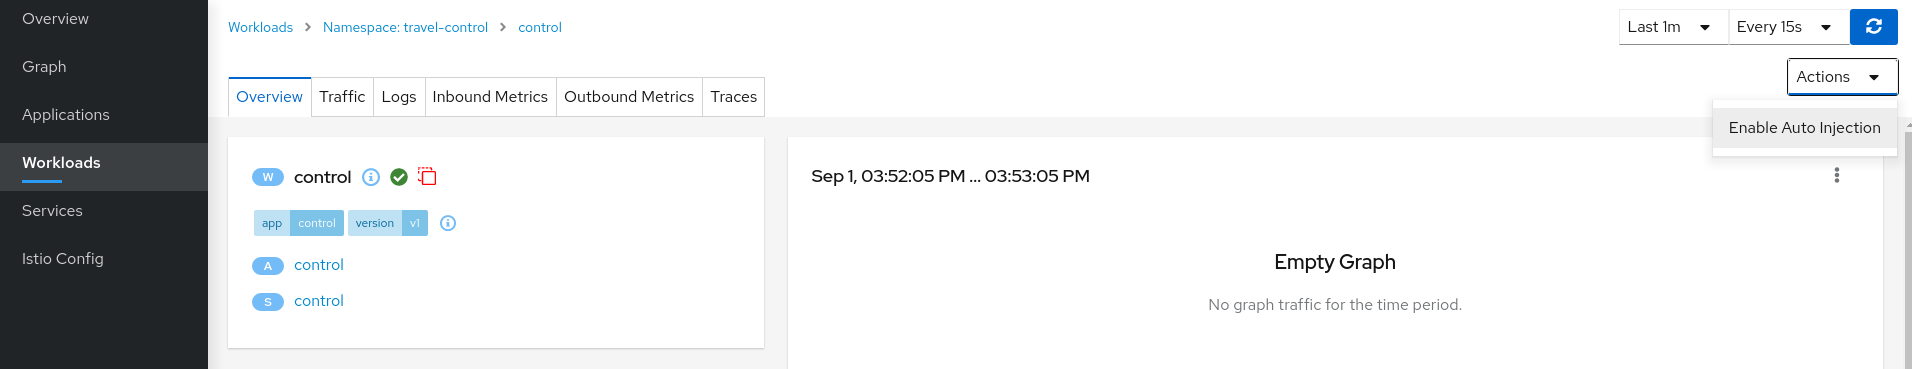 Overview
Graph
Applications
Workloads
Services
Istio Config
Workloads > Namespace: travel-control > control
Last 1m
Every 15s
Actions
Enable Auto Injection
Overview Traffic Logs Inbound Metrics Outbound Metrics Traces
W control
app control version v1
A control
S control
Sep 1, 03:52:05 PM ... 03:53:05 PM
Empty Graph
No graph traffic for the time period.